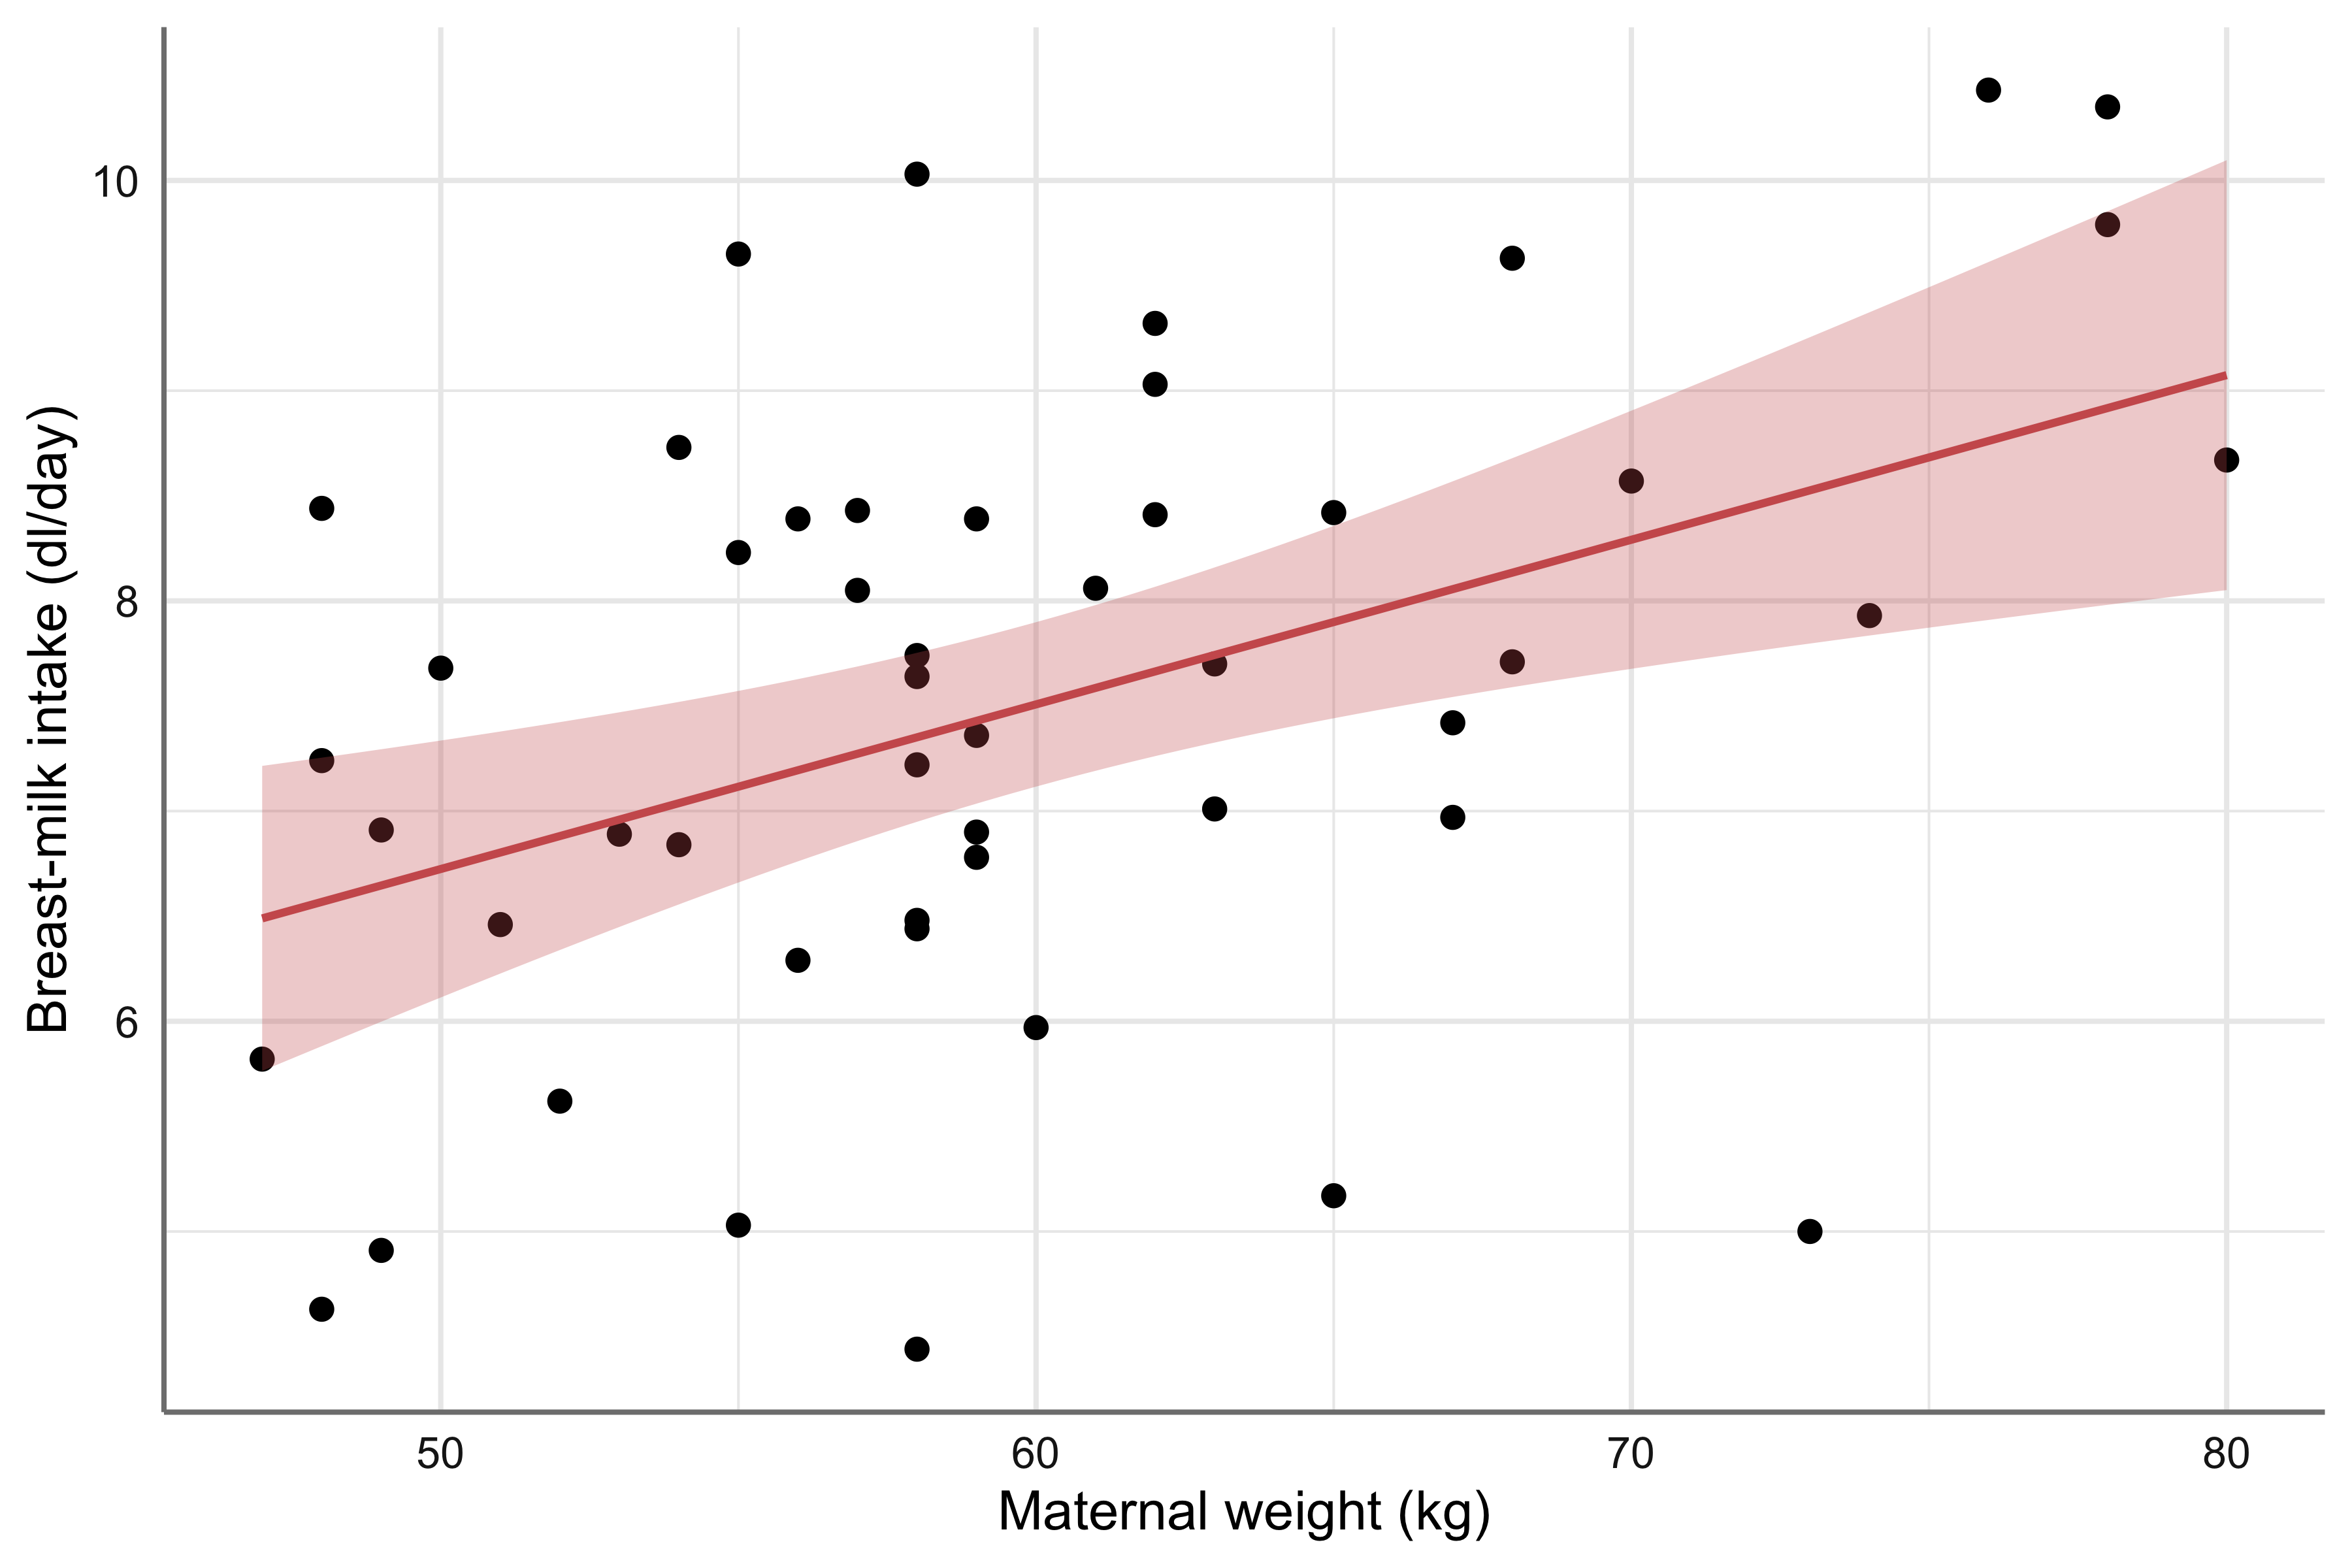 Breast-milk intake (dl/day)
10
8
6
50 60 70 80
Maternal weight (kg)